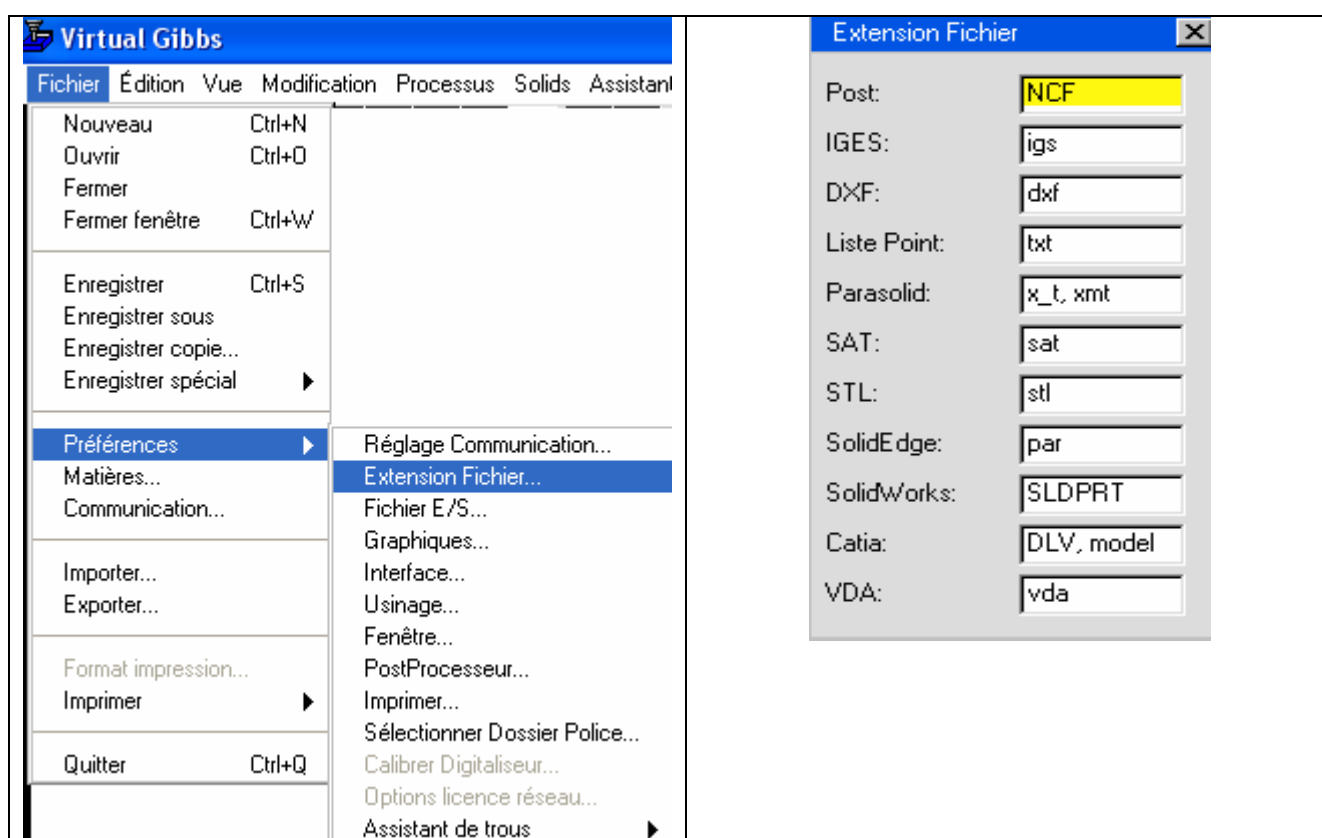 Virtual Gibbs
Fichier Édition Vue Modification Processus Solids Assistant
Nouveau Ctrl+N
Ouvrir Ctrl+O
Fermer
Fermer fenêtre Ctrl+W
Enregistrer Ctrl+S
Enregistrer sous
Enregistrer copie...
Enregistrer spécial
Préférences
Matières...
Communication...
Importer...
Exporter...
Format impression...
Imprimer
Quitter Ctrl+Q
Réglage Communication...
Extension Fichier...
Fichier E/S...
Graphiques...
Interface...
Usinage...
Fenêtre...
PostProcesseur...
Imprimer...
Sélectionner Dossier Police...
Calibrer Digitaliseur...
Options licence réseau...
Assistant de trous
Extension Fichier
Post: NCF
IGES: igs
DXF: dxf
Liste Point: txt
Parasolid: x_t, xmt
SAT: sat
STL: stl
SolidEdge: par
SolidWorks: SLDPRT
Catia: DLV, model
VDA: vda